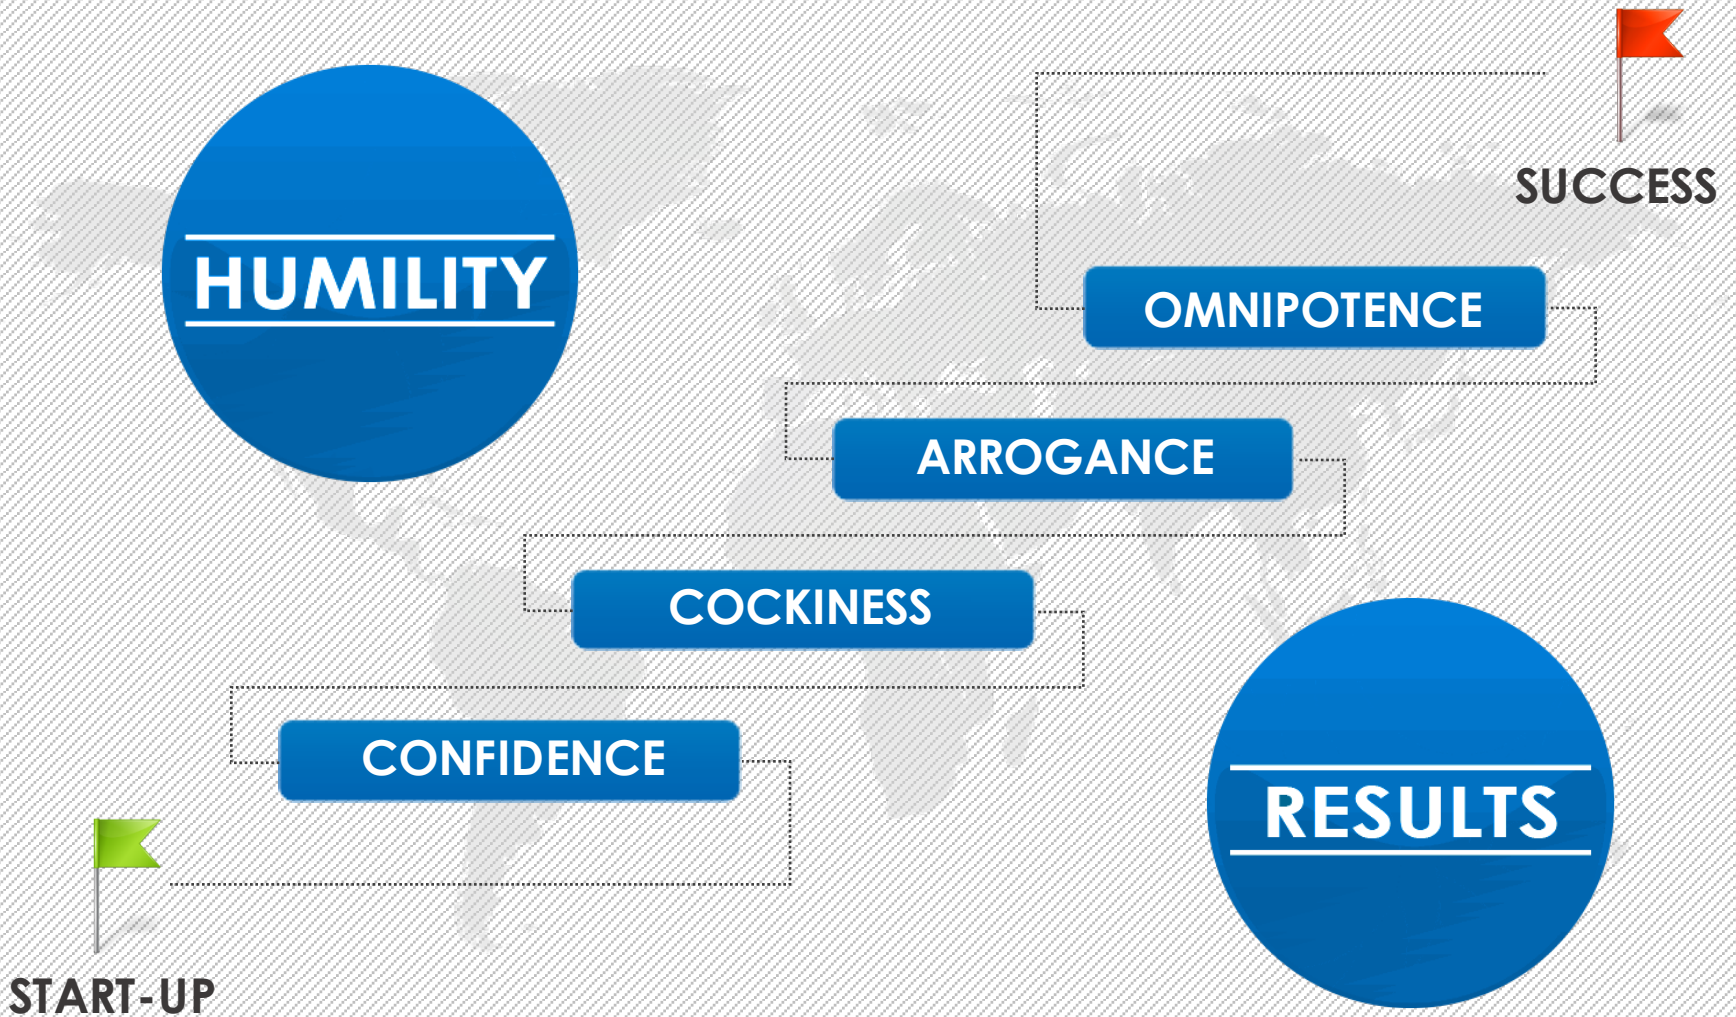 SUCCESS
HUMILITY
OMNIPOTENCE
ARROGANCE
COCKINESS
CONFIDENCE
RESULTS
START-UP